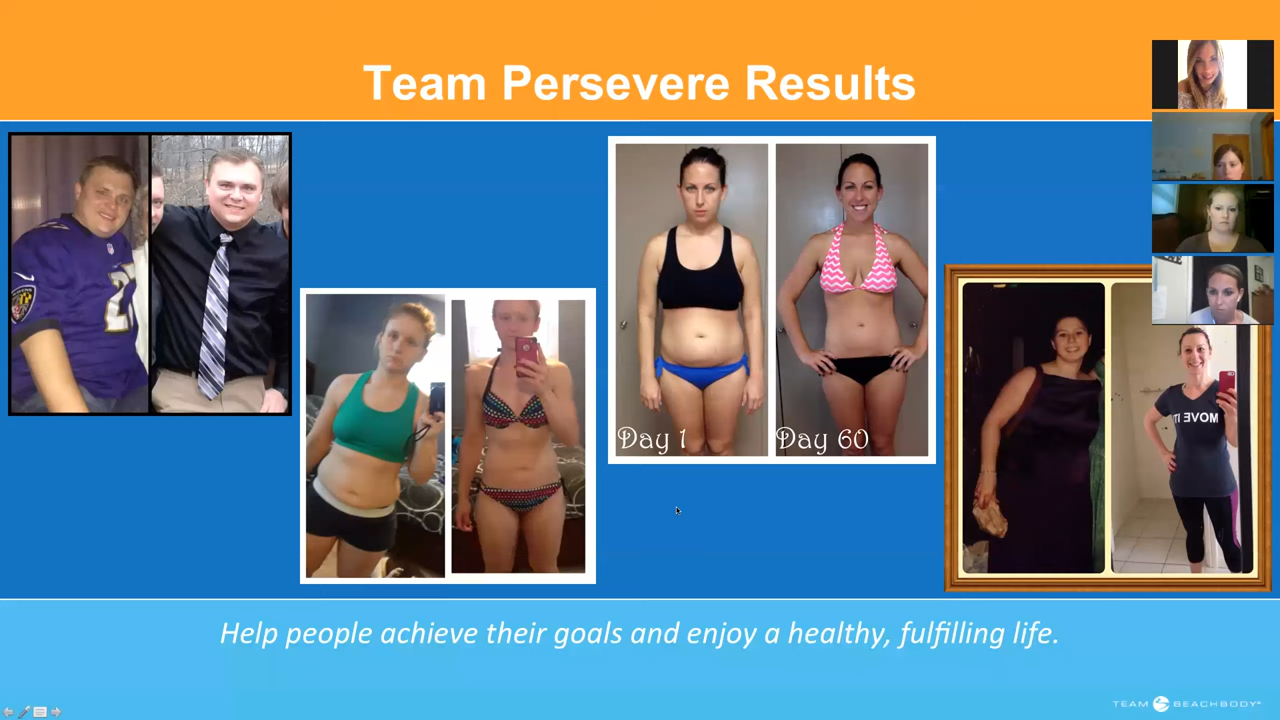 Team Persevere Results
Day 1
Day 60
MOVE IT
Help people achieve their goals and enjoy a healthy, fulfilling life.
TEAM BEACHBODY